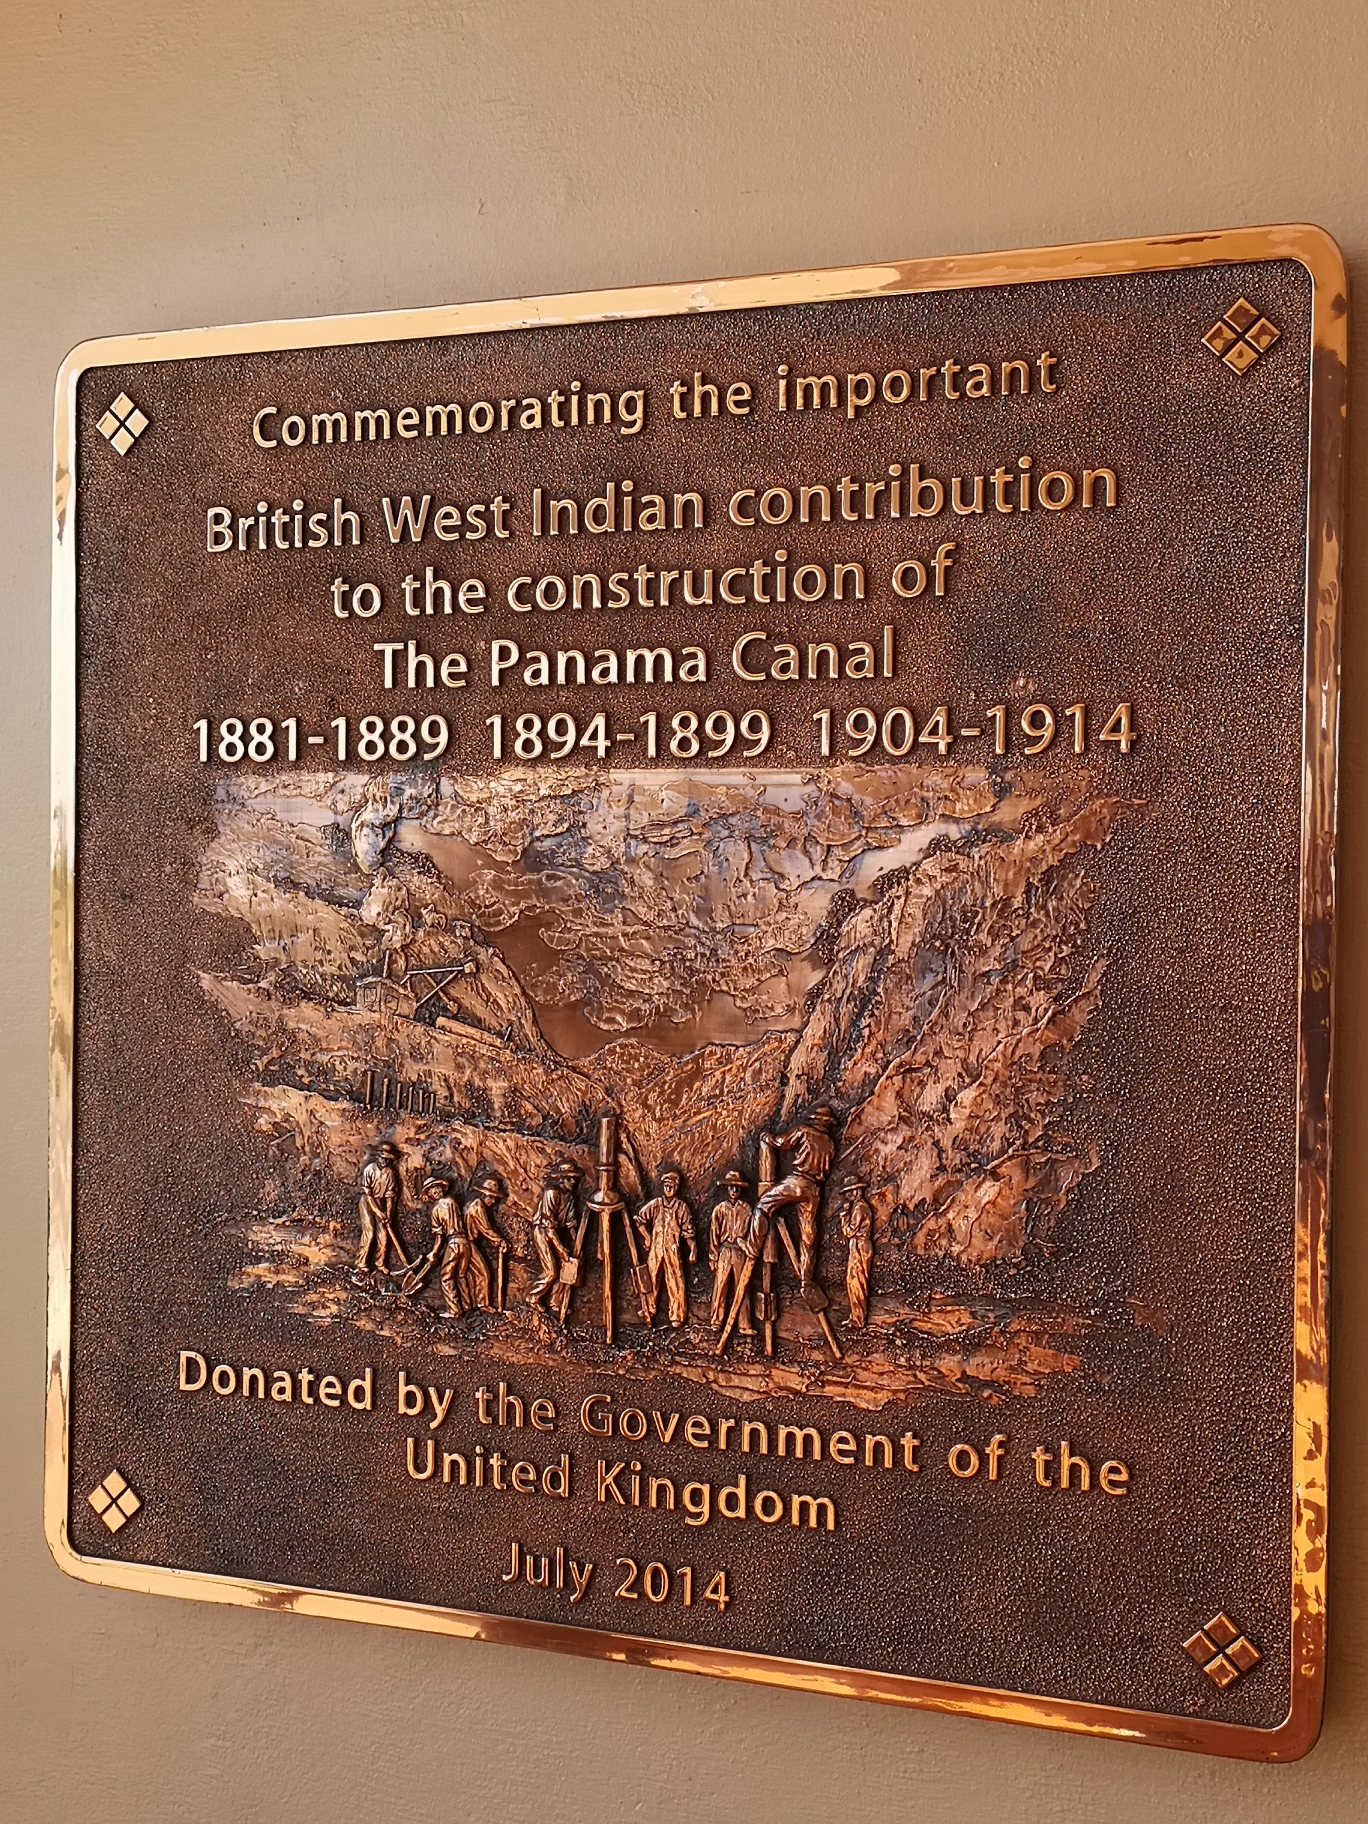 Commemorating the important
British West Indian contribution
to the construction of
The Panama Canal
1881-1889 1894-1899 1904-1914
Donated by the Government of the
United Kingdom
July 2014